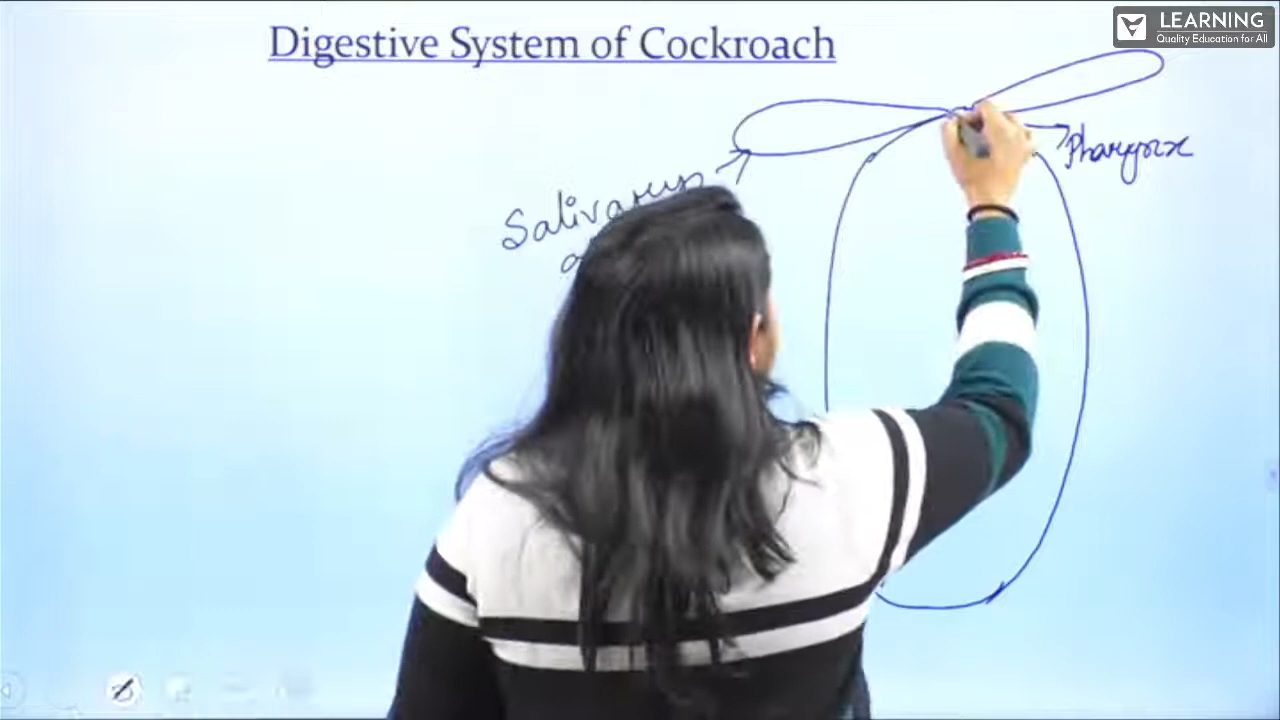 Digestive System of Cockroach
LEARNING
Quality Education for All
Pharynx
Salivary